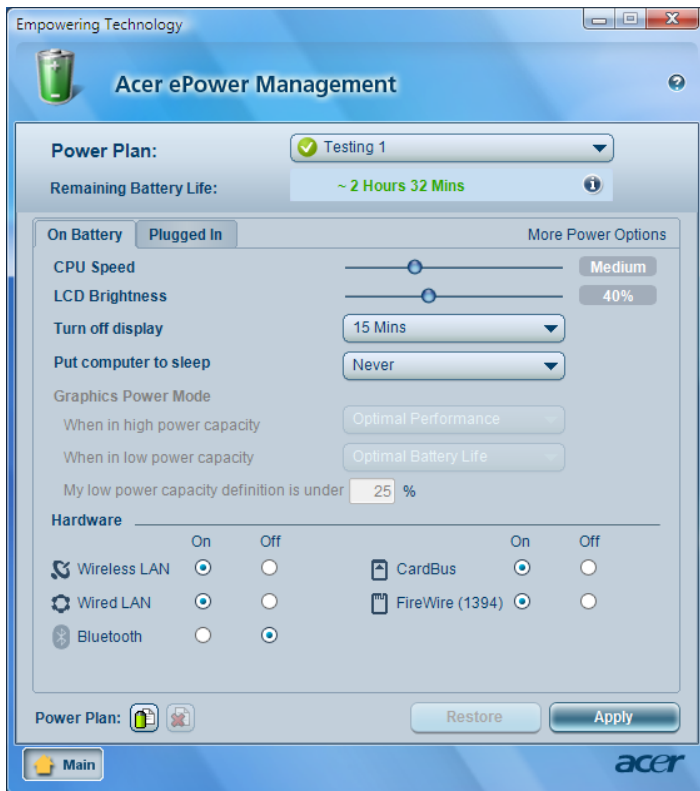 Empowering Technology
Acer ePower Management
Power Plan: Testing 1
Remaining Battery Life: ~ 2 Hours 32 Mins
On Battery Plugged In More Power Options
CPU Speed Medium
LCD Brightness 40%
Turn off display 15 Mins
Put computer to sleep Never
Graphics Power Mode
When in high power capacity Optimal Performance
When in low power capacity Optimal Battery Life
My low power capacity definition is under 25 %
Hardware
On Off On Off
Wireless LAN CardBus
Wired LAN FireWire (1394)
Bluetooth
Power Plan: Restore Apply
Main acer